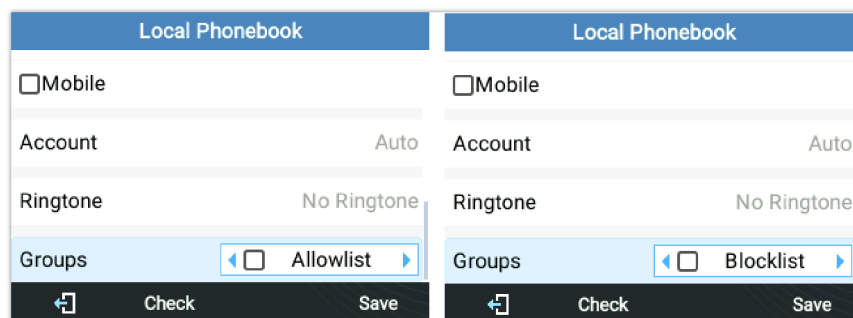 Local Phonebook
Mobile
Account Auto
Ringtone No Ringtone
Groups Allowlist
Check Save
Local Phonebook
Mobile
Account Auto
Ringtone No Ringtone
Groups Blocklist
Check Save